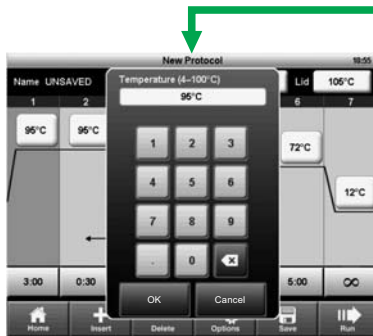 New Protocol 10:55
Name UNSAVED Lid 105°C
Temperature (4–100°C)
95°C
1 2 6 7
95°C 95°C 72°C 12°C
1 2 3
4 5 6
7 8 9
. 0
3:00 0:30 5:00 ∞
OK Cancel
Home Insert Delete Options Save Run